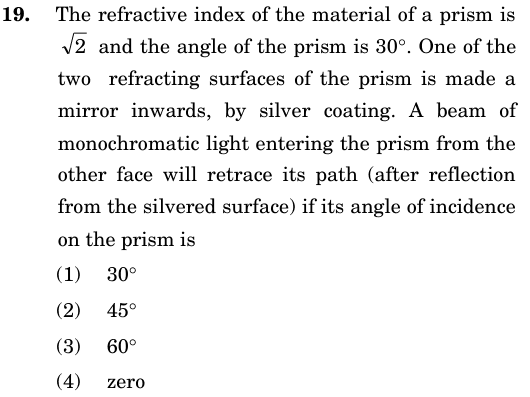 19. The refractive index of the material of a prism is
√2 and the angle of the prism is 30°. One of the
two refracting surfaces of the prism is made a
mirror inwards, by silver coating. A beam of
monochromatic light entering the prism from the
other face will retrace its path (after reflection
from the silvered surface) if its angle of incidence
on the prism is
(1) 30°
(2) 45°
(3) 60°
(4) zero